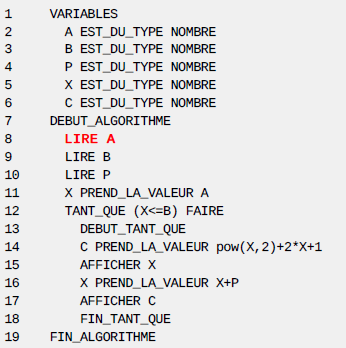 1 VARIABLES
2 A EST_DU_TYPE NOMBRE
3 B EST_DU_TYPE NOMBRE
4 P EST_DU_TYPE NOMBRE
5 X EST_DU_TYPE NOMBRE
6 C EST_DU_TYPE NOMBRE
7 DEBUT_ALGORITHME
8 LIRE A
9 LIRE B
10 LIRE P
11 X PREND_LA_VALEUR A
12 TANT_QUE (X<=B) FAIRE
13 DEBUT_TANT_QUE
14 C PREND_LA_VALEUR pow(X,2)+2*X+1
15 AFFICHER X
16 X PREND_LA_VALEUR X+P
17 AFFICHER C
18 FIN_TANT_QUE
19 FIN_ALGORITHME